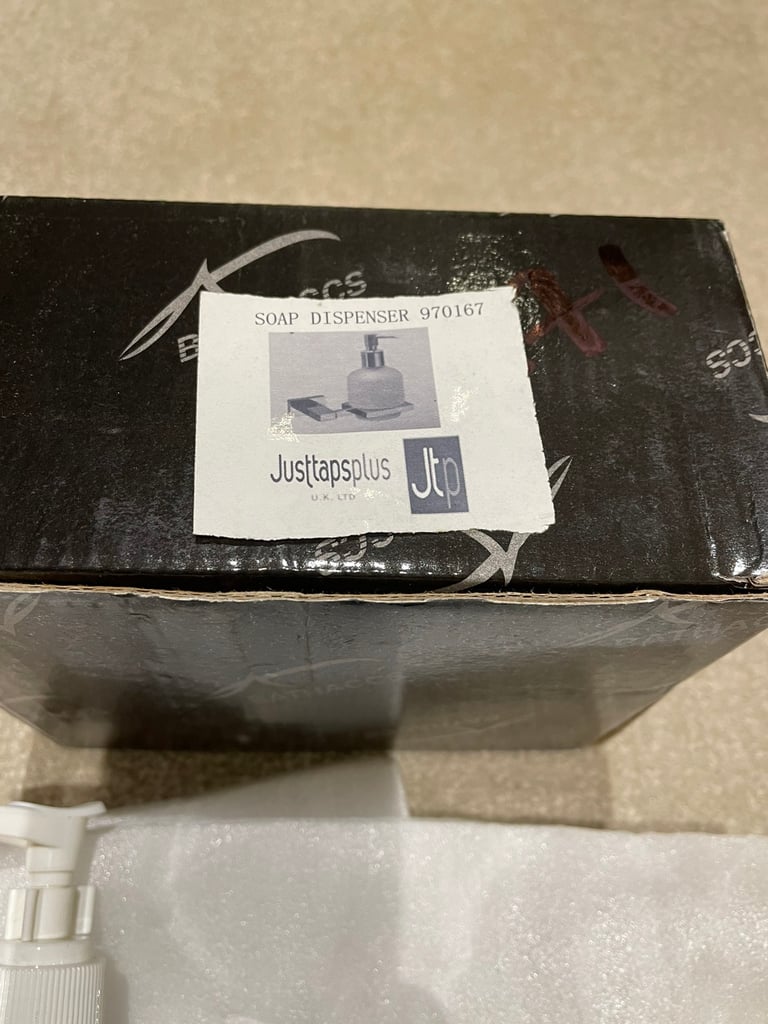 SOAP DISPENSER 970167
Justtapsplus
U.K. LTD
Jtp